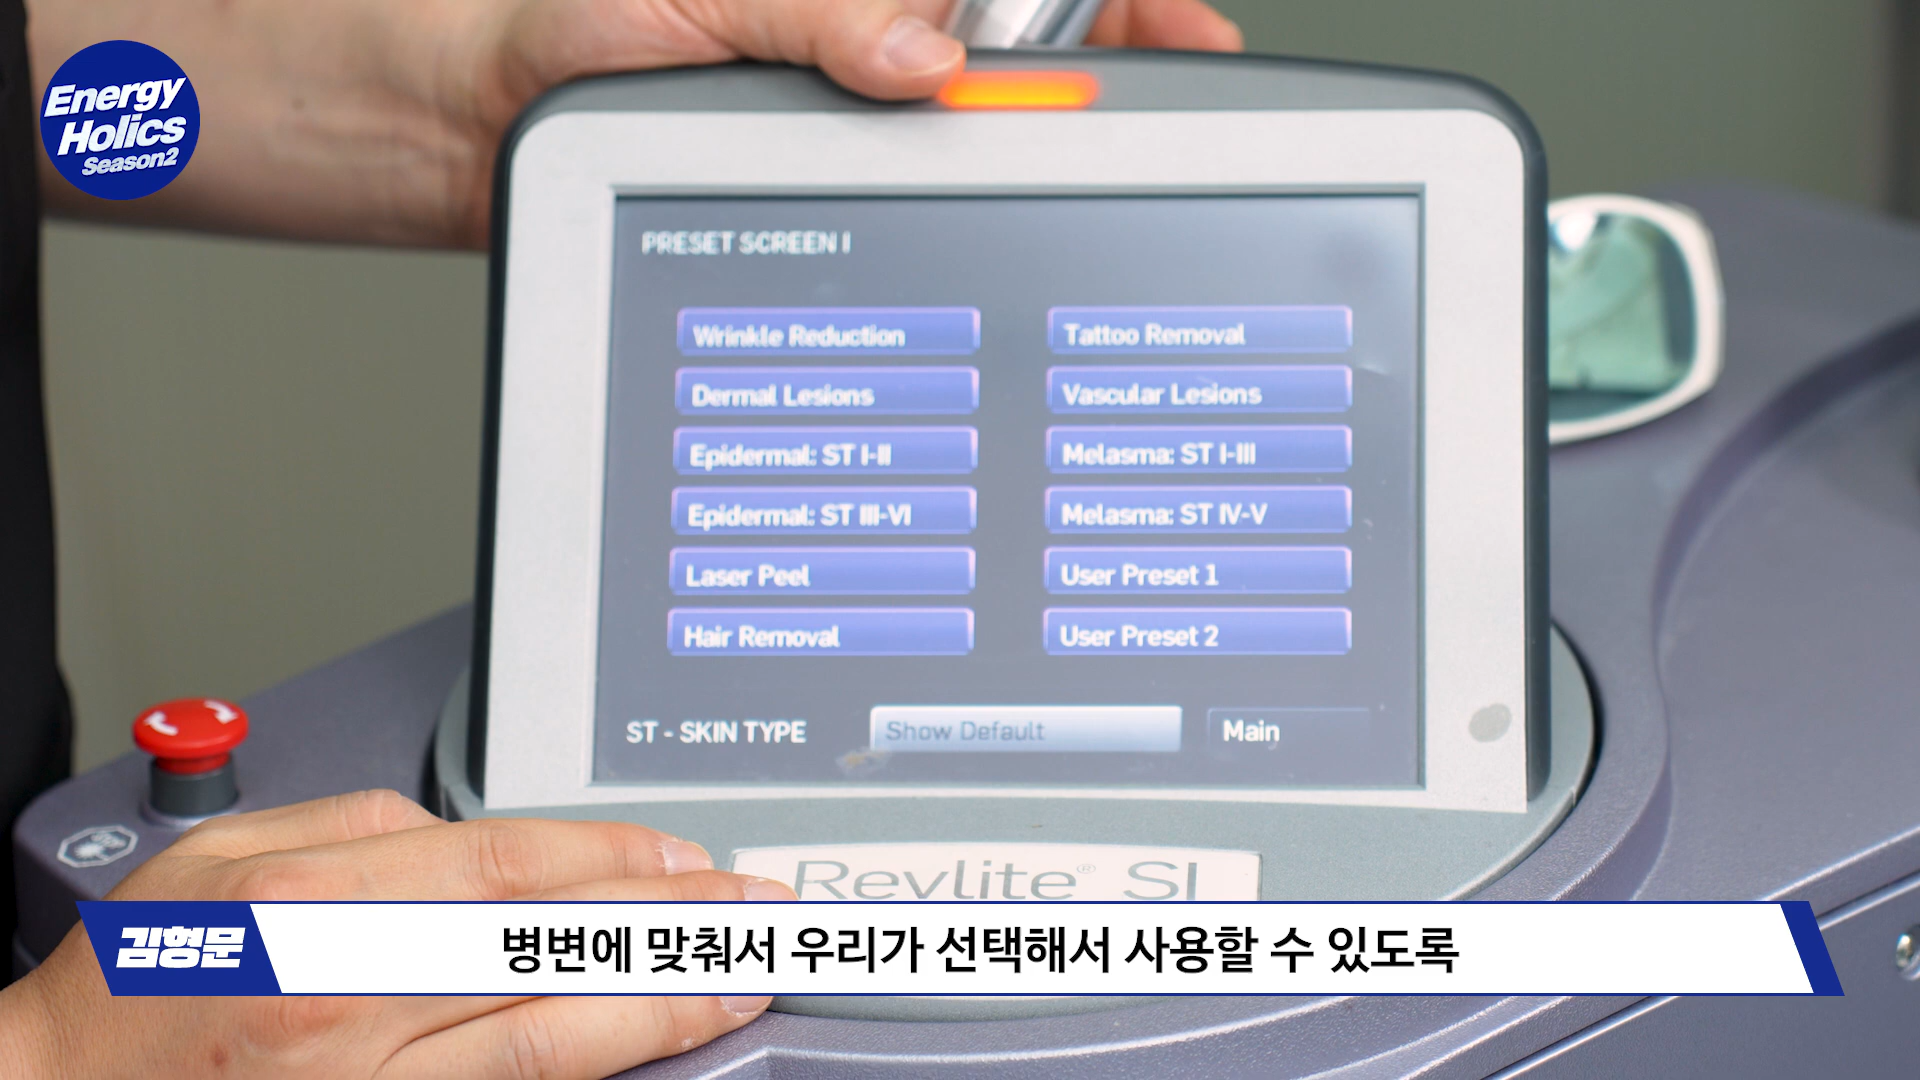 Energy
Holics
Season2
PRESET SCREEN I
Wrinkle Reduction
Tattoo Removal
Dermal Lesions
Vascular Lesions
Epidermal: ST I-II
Melasma: ST I-III
Epidermal: ST III-VI
Melasma: ST IV-V
Laser Peel
User Preset 1
Hair Removal
User Preset 2
ST - SKIN TYPE
Show Default
Main
Revlite® SI
김형문
병변에 맞춰서 우리가 선택해서 사용할 수 있도록